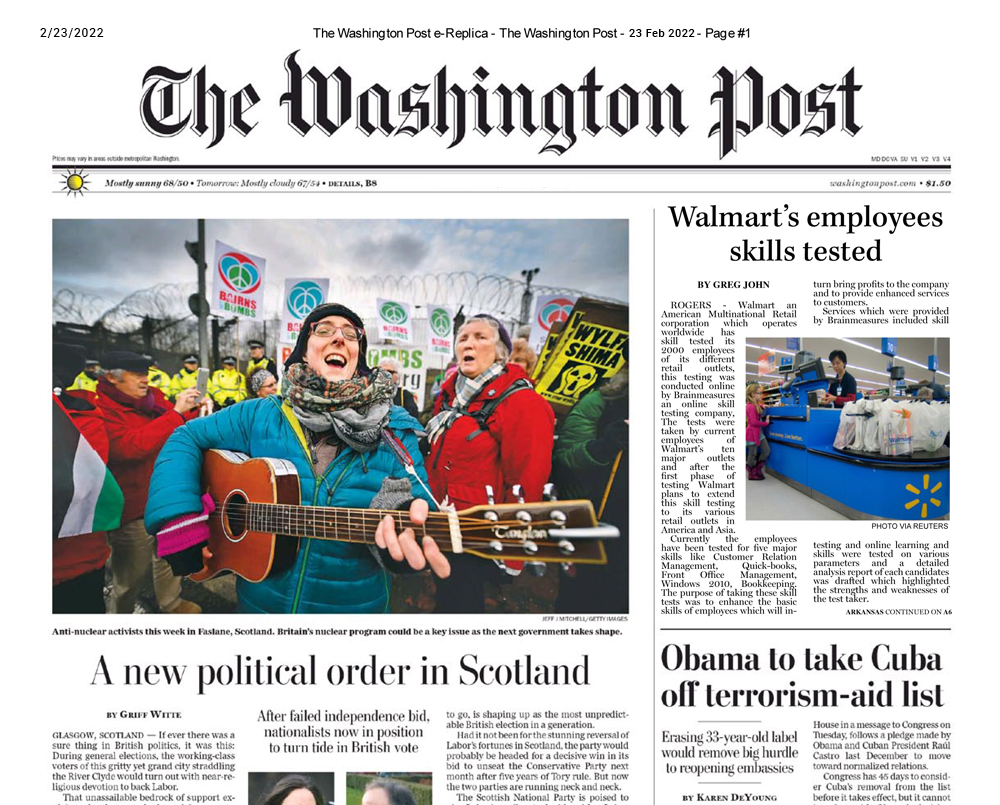 2/23/2022
The Washington Post e-Replica - The Washington Post - 23 Feb 2022 - Page #1
The Washington Post
Prices may vary in areas outside metropolitan Washington.
MD DC VA SU V1 V2 V3 V4
Mostly sunny 68/50 • Tomorrow: Mostly cloudy 67/54 • DETAILS, B8
washingtonpost.com • $1.50
BAIRNS
BOMBS
WYLFA
SHIMA
JEFF J MITCHELL/GETTY IMAGES
Anti-nuclear activists this week in Faslane, Scotland. Britain's nuclear program could be a key issue as the next government takes shape.
A new political order in Scotland
BY GRIFF WITTE
GLASGOW, SCOTLAND — If ever there was a
sure thing in British politics, it was this:
During general elections, the working-class
voters of this gritty yet grand city straddling
the River Clyde would turn out with near-re-
ligious devotion to back Labor.
That unassailable bedrock of support ex-
After failed independence bid,
nationalists now in position
to turn tide in British vote
to go, is shaping up as the most unpredict-
able British election in a generation.
Had it not been for the stunning reversal of
Labor's fortunes in Scotland, the party would
probably be headed for a decisive win in its
bid to unseat the Conservative Party next
month after five years of Tory rule. But now
the two parties are running neck and neck.
The Scottish National Party is poised to
Walmart's employees
skills tested
BY GREG JOHN
ROGERS - Walmart an
American Multinational Retail
corporation which operates
worldwide has
skill tested its
2000 employees
of its different
retail outlets,
this testing was
conducted online
by Brainmeasures
an online skill
testing company,
The tests were
taken by current
employees of
Walmart's ten
major outlets
and after the
first phase of
testing Walmart
plans to extend
this skill testing
to its various
retail outlets in
America and Asia.
Currently the employees
have been tested for five major
skills like Customer Relation
Management, Quick-books,
Front Office Management,
Windows 2010, Bookkeeping.
The purpose of taking these skill
tests was to enhance the basic
skills of employees which will in-
turn bring profits to the company
and to provide enhanced services
to customers.
Services which were provided
by Brainmeasures included skill
Walmart
PHOTO VIA REUTERS
testing and online learning and
skills were tested on various
parameters and a detailed
analysis report of each candidates
was drafted which highlighted
the strengths and weaknesses of
the test taker.
ARKANSAS CONTINUED ON A6
Obama to take Cuba
off terrorism-aid list
Erasing 33-year-old label
would remove big hurdle
to reopening embassies
BY KAREN DEYOUNG
House in a message to Congress on
Tuesday, follows a pledge made by
Obama and Cuban President Raúl
Castro last December to move
toward normalized relations.
Congress has 45 days to consid-
er Cuba's removal from the list
before it takes effect, but it cannot